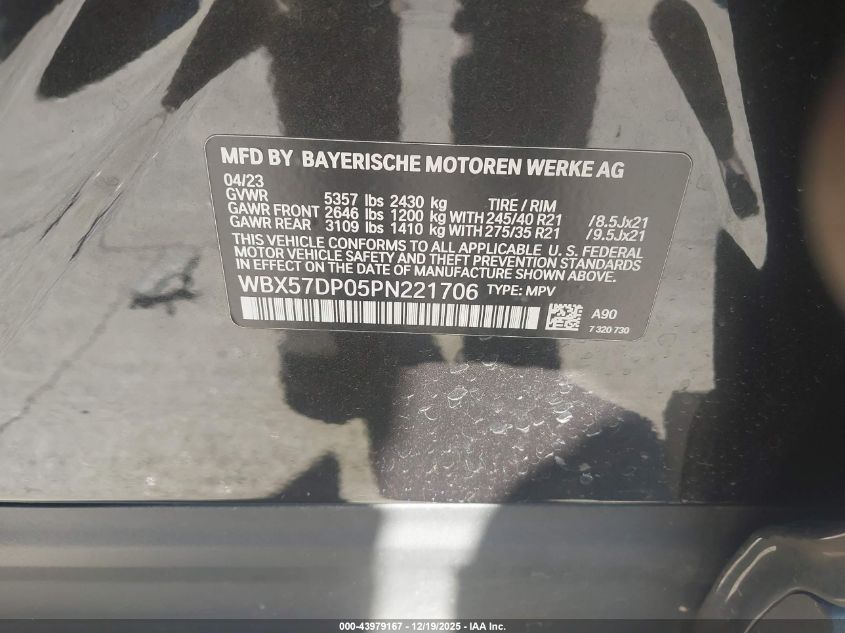 MFD BY BAYERISCHE MOTOREN WERKE AG
04/23
GVWR 5357 lbs 2430 kg TIRE / RIM
GAWR FRONT 2646 lbs 1200 kg WITH 245/40 R21 /8.5Jx21
GAWR REAR 3109 lbs 1410 kg WITH 275/35 R21 /9.5Jx21
THIS VEHICLE CONFORMS TO ALL APPLICABLE U. S. FEDERAL
MOTOR VEHICLE SAFETY AND THEFT PREVENTION STANDARDS
IN EFFECT ON THE DATE OF MANUFACTURE SHOWN ABOVE.
WBX57DP05PN221706 TYPE: MPV
A90
7 320 730
000-43979167 - 12/19/2025 - IAA Inc.